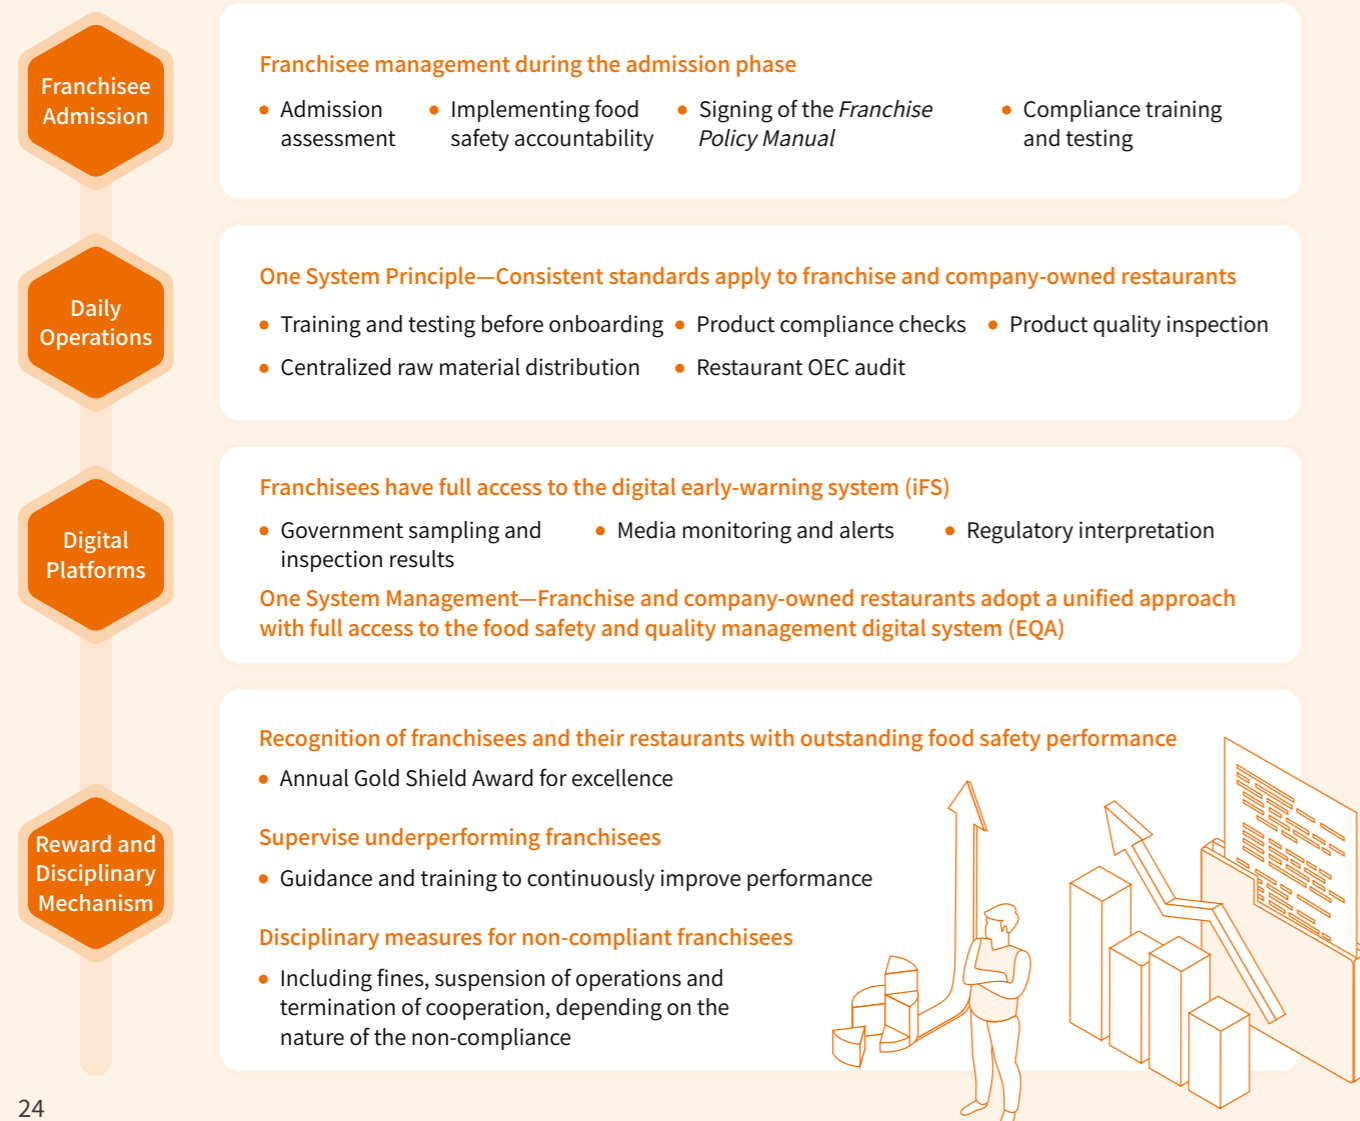 Franchisee
Admission
Franchisee management during the admission phase
• Admission
assessment
• Implementing food
safety accountability
• Signing of the Franchise
Policy Manual
• Compliance training
and testing
Daily
Operations
One System Principle—Consistent standards apply to franchise and company-owned restaurants
• Training and testing before onboarding • Product compliance checks • Product quality inspection
• Centralized raw material distribution • Restaurant OEC audit
Digital
Platforms
Franchisees have full access to the digital early-warning system (iFS)
• Government sampling and
inspection results
• Media monitoring and alerts • Regulatory interpretation
One System Management—Franchise and company-owned restaurants adopt a unified approach
with full access to the food safety and quality management digital system (EQA)
Reward and
Disciplinary
Mechanism
Recognition of franchisees and their restaurants with outstanding food safety performance
• Annual Gold Shield Award for excellence
Supervise underperforming franchisees
• Guidance and training to continuously improve performance
Disciplinary measures for non-compliant franchisees
• Including fines, suspension of operations and
termination of cooperation, depending on the
nature of the non-compliance
24